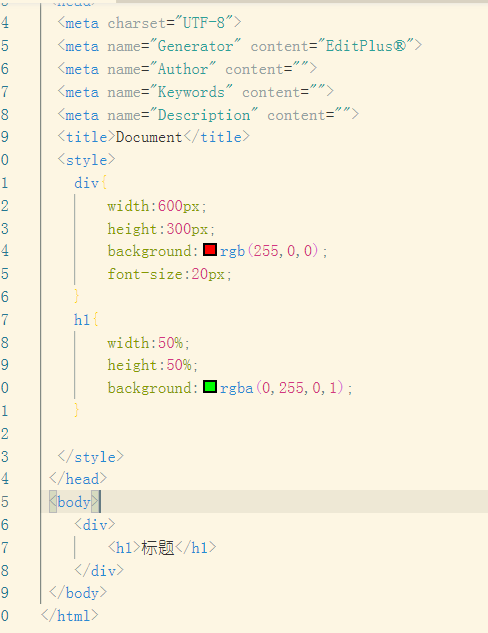 3 <head>
4 <meta charset="UTF-8">
5 <meta name="Generator" content="EditPlus®">
6 <meta name="Author" content="">
7 <meta name="Keywords" content="">
8 <meta name="Description" content="">
9 <title>Document</title>
0 <style>
1 div{
2 width:600px;
3 height:300px;
4 background:rgb(255,0,0);
5 font-size:20px;
6 }
7 h1{
8 width:50%;
9 height:50%;
0 background:rgba(0,255,0,1);
1 }
2
3 </style>
4 </head>
5 <body>
6 <div>
7 <h1>标题</h1>
8 </div>
9 </body>
0 </html>